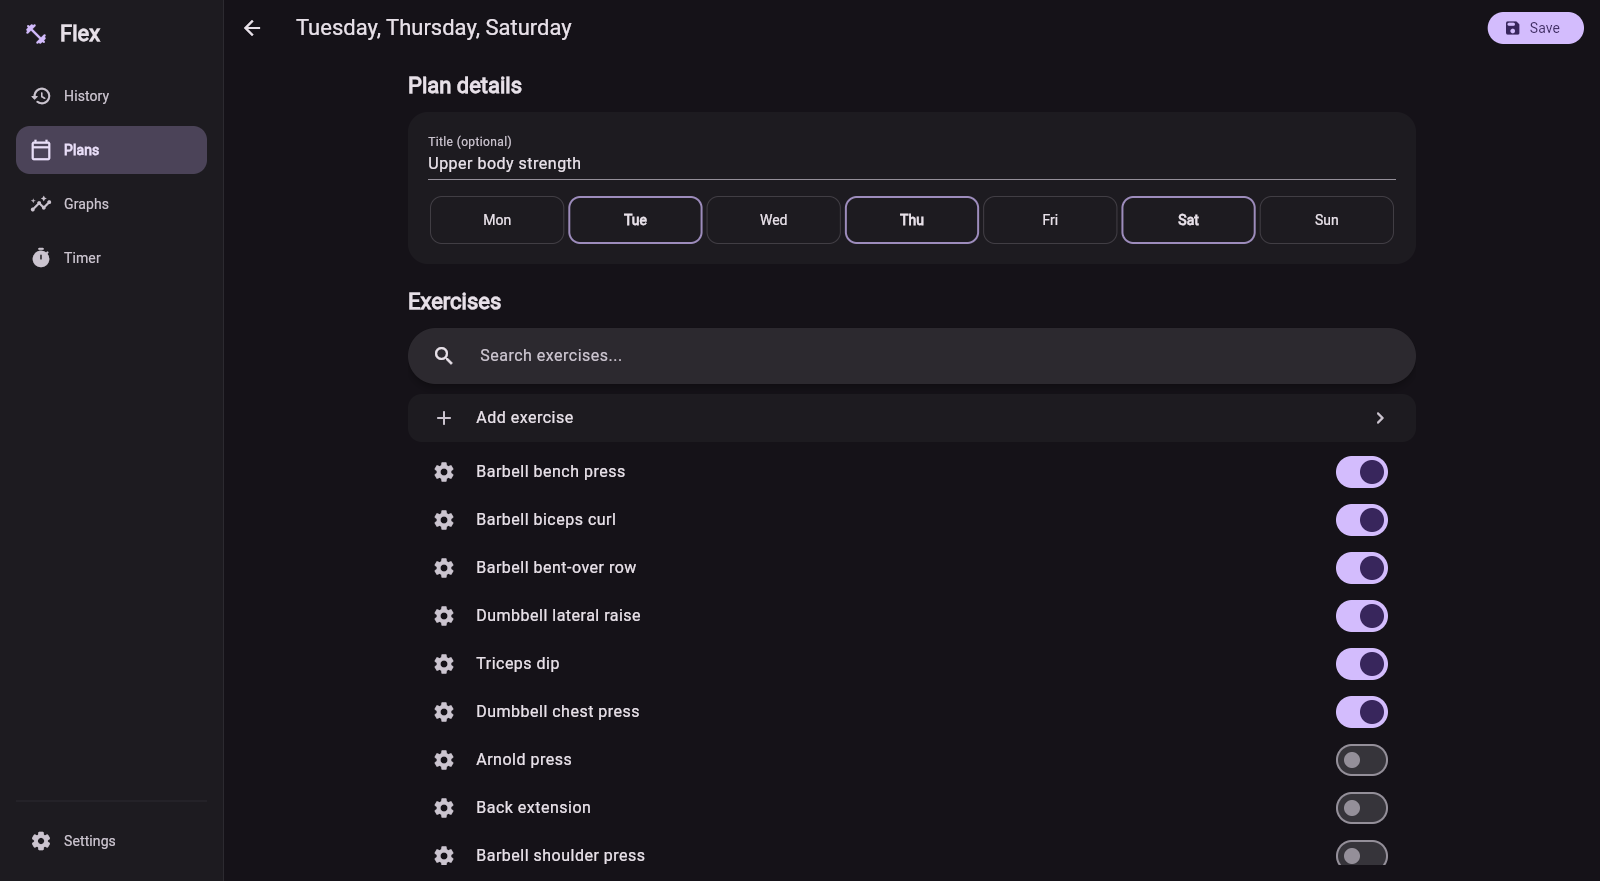 Flex
History
Plans
Graphs
Timer
Settings
Tuesday, Thursday, Saturday
Save
Plan details
Title (optional)
Upper body strength
Mon Tue Wed Thu Fri Sat Sun
Exercises
Search exercises...
Add exercise
Barbell bench press
Barbell biceps curl
Barbell bent-over row
Dumbbell lateral raise
Triceps dip
Dumbbell chest press
Arnold press
Back extension
Barbell shoulder press